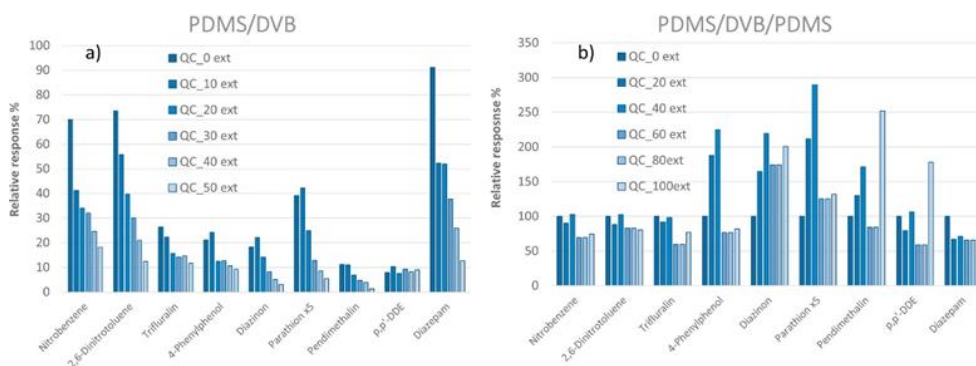 PDMS/DVB
a)
QC_0 ext
QC_10 ext
QC_20 ext
QC_30 ext
QC_40 ext
QC_50 ext
Relative response %
100
90
80
70
60
50
40
30
20
10
0
Nitrobenzene
2,6-Dinitrotoluene
Trifluralin
4-Phenylphenol
Diazinon
Parathion x5
Pendimethalin
p,p'-DDE
Diazepam
PDMS/DVB/PDMS
b)
QC_0 ext
QC_20 ext
QC_40 ext
QC_60 ext
QC_80ext
QC_100ext
Relative resposnse %
350
300
250
200
150
100
50
0
Nitrobenzene
2,6-Dinitrotoluene
Trifluralin
4-Phenylphenol
Diazinon
Parathion x5
Pendimethalin
p,p'-DDE
Diazepam